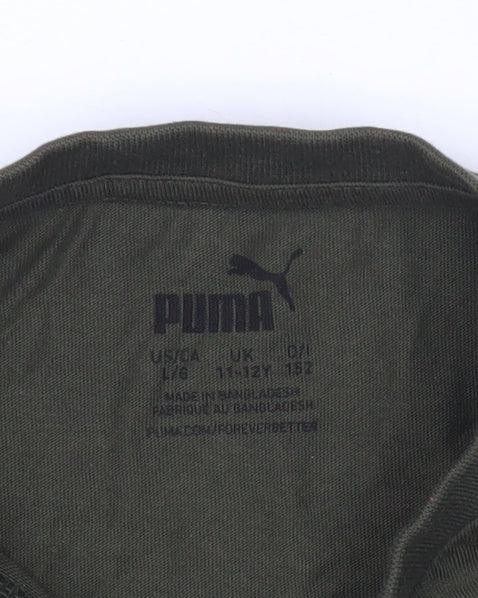 PUMA
US/CA UK D/I
L/G 11-12Y 152
MADE IN BANGLADESH
FABRIQUÉ AU BANGLADESH
PUMA.COM/FOREVERBETTER